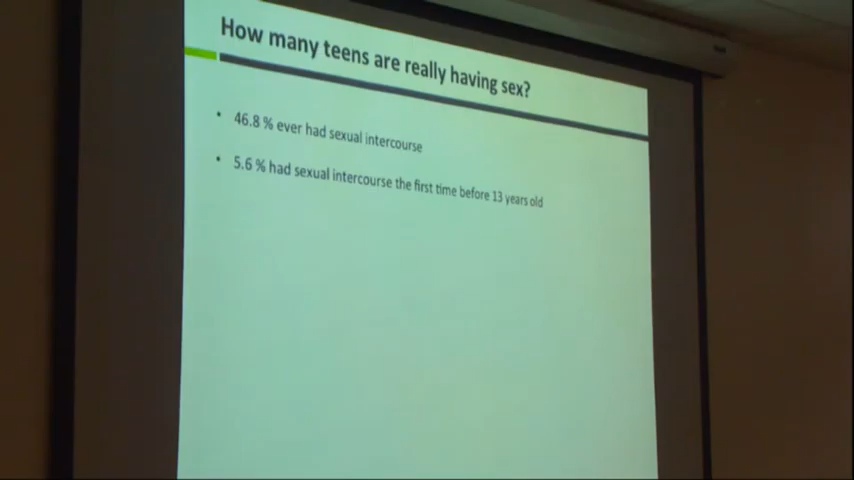 How many teens are really having sex?
• 46.8 % ever had sexual intercourse
• 5.6 % had sexual intercourse the first time before 13 years old